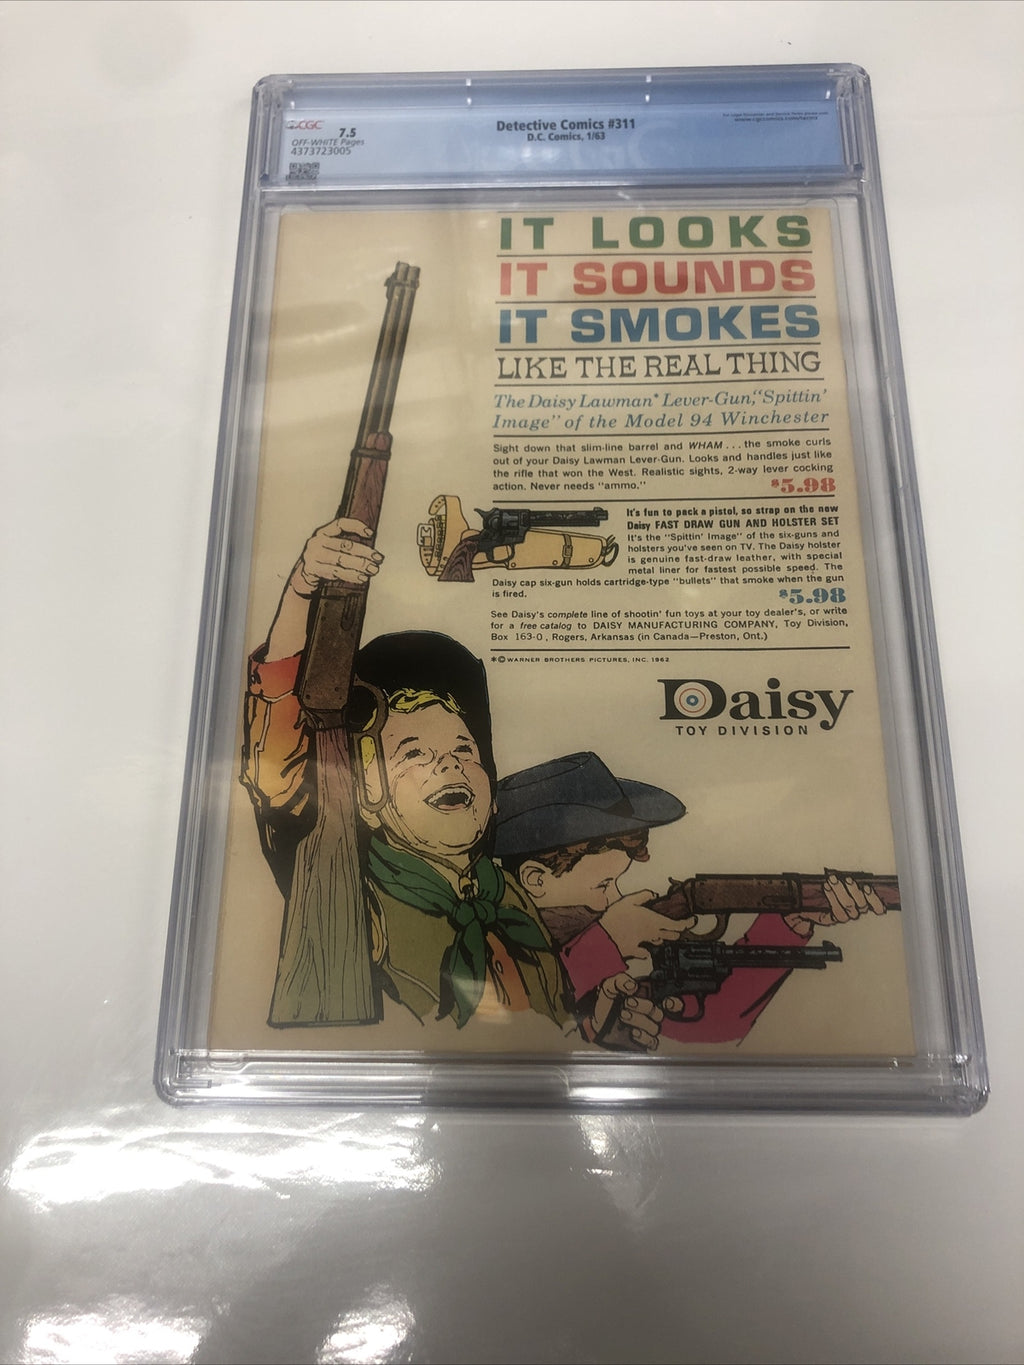 CGC
7.5
OFF-WHITE Pages
4373723005
Detective Comics #311
D.C. Comics, 1/63
www.cgccomics.com/terms
IT LOOKS
IT SOUNDS
IT SMOKES
LIKE THE REAL THING
The Daisy Lawman* Lever-Gun, "Spittin'
Image" of the Model 94 Winchester
Sight down that slim-line barrel and WHAM . . . the smoke curls
out of your Daisy Lawman Lever-Gun. Looks and handles just like
the rifle that won the West. Realistic sights, 2-way lever cocking
action. Never needs "ammo."
$5.98
It's fun to pack a pistol, so strap on the new
Daisy FAST DRAW GUN AND HOLSTER SET
It's the "Spittin' Image" of the six-guns and
holsters you've seen on TV. The Daisy holster
is genuine fast-draw leather, with special
metal liner for fastest possible speed. The
Daisy cap six-gun holds cartridge-type "bullets" that smoke when the gun
is fired.
$5.98
See Daisy's complete line of shootin' fun toys at your toy dealer's, or write
for a free catalog to DAISY MANUFACTURING COMPANY, Toy Division,
Box 163-0, Rogers, Arkansas (in Canada—Preston, Ont.)
*© WARNER BROTHERS PICTURES, INC. 1962
Daisy
TOY DIVISION